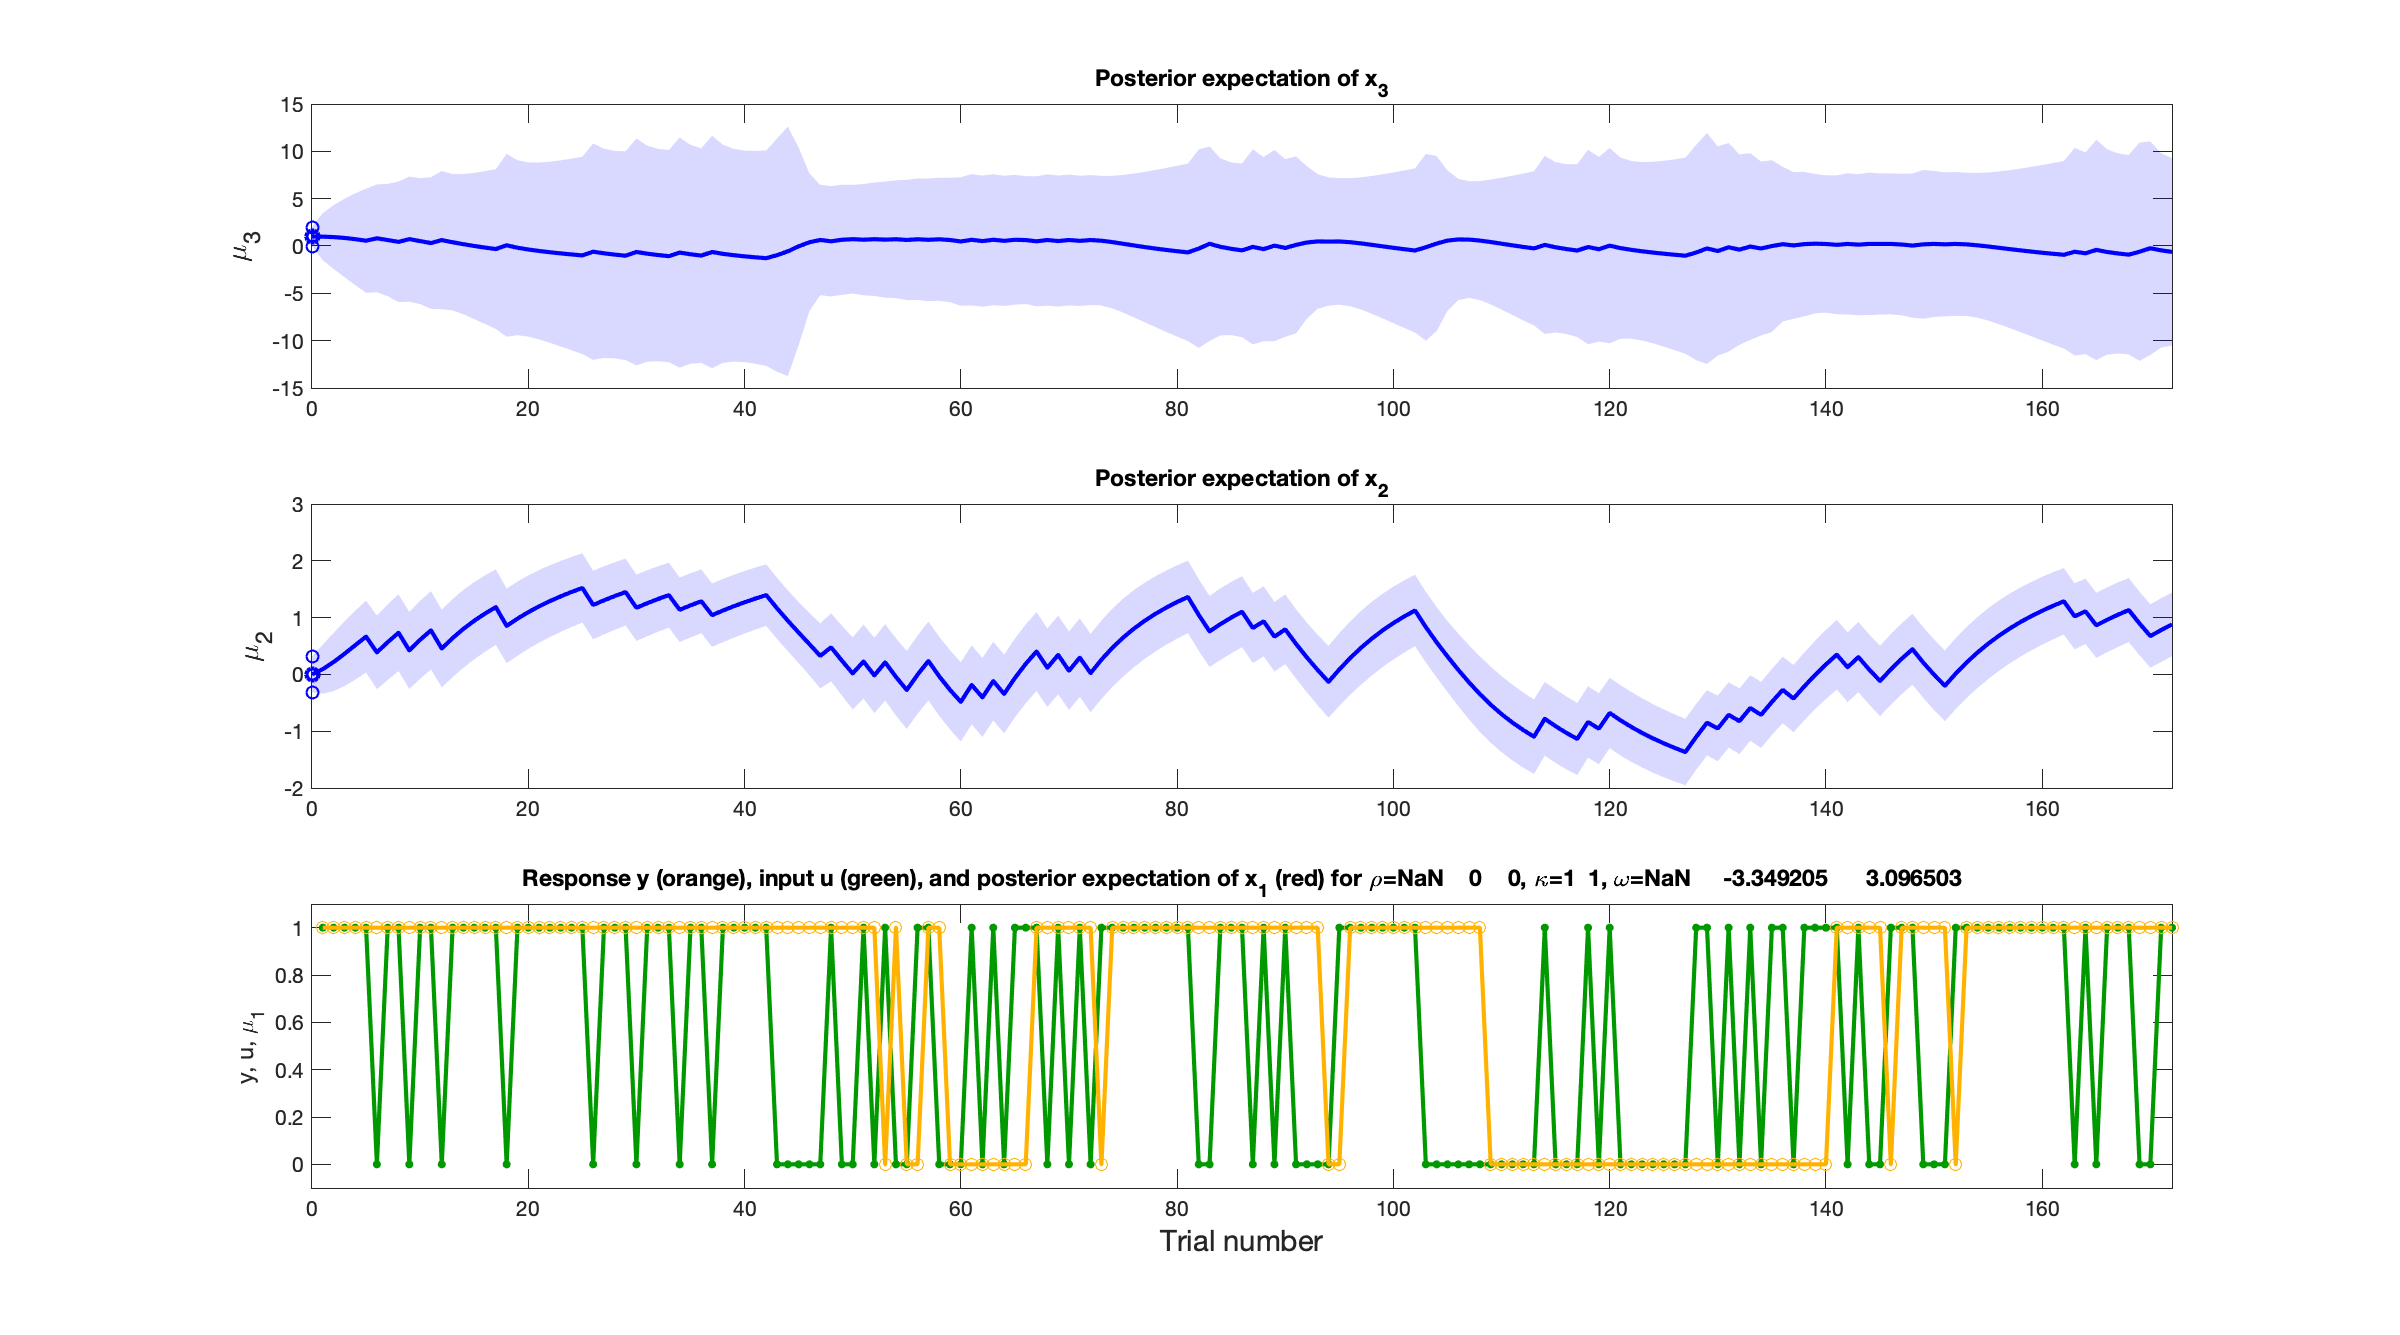 Posterior expectation of x3
15
10
5
0
-5
-10
-15
μ3
0 20 40 60 80 100 120 140 160
Posterior expectation of x2
3
2
1
0
-1
-2
μ2
0 20 40 60 80 100 120 140 160
Response y (orange), input u (green), and posterior expectation of x1 (red) for ρ=NaN 0 0, κ=1 1, ω=NaN -3.349205 3.096503
1
0.8
0.6
0.4
0.2
0
y, u, μ1
0 20 40 60 80 100 120 140 160
Trial number